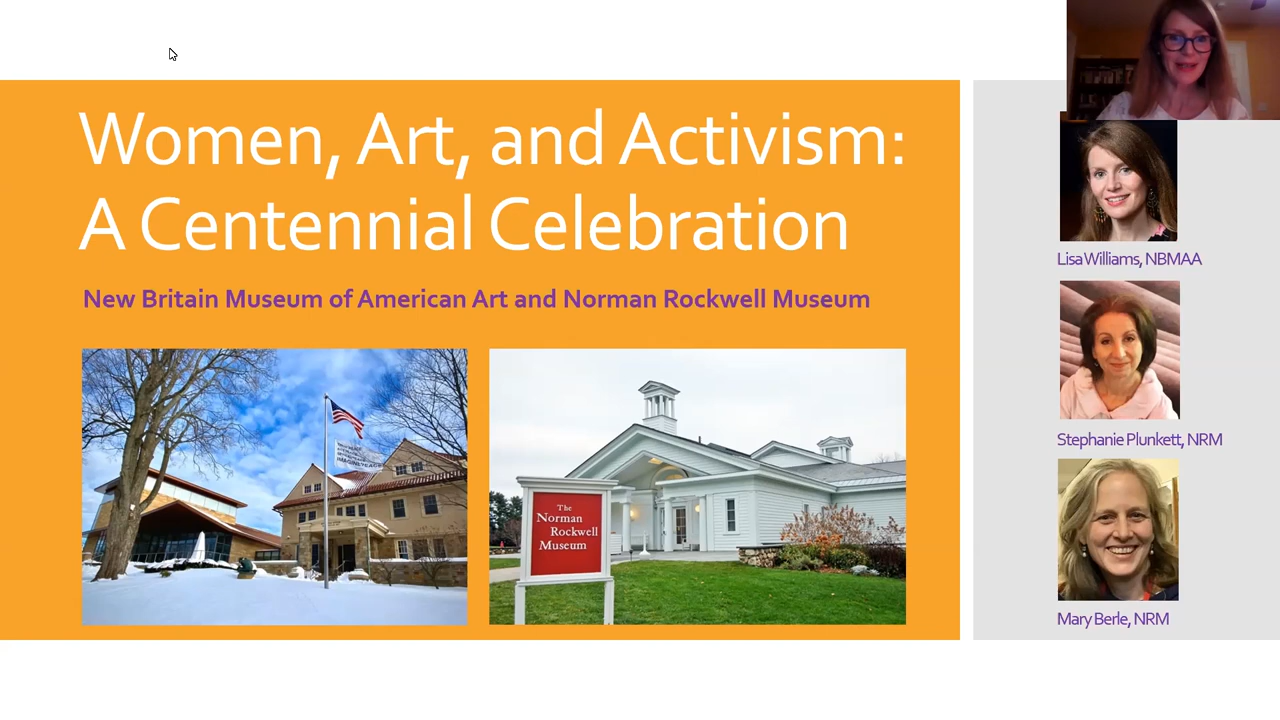 Women, Art, and Activism:
A Centennial Celebration
New Britain Museum of American Art and Norman Rockwell Museum
The
Norman
Rockwell
Museum
Lisa Williams, NBMAA
Stephanie Plunkett, NRM
Mary Berle, NRM